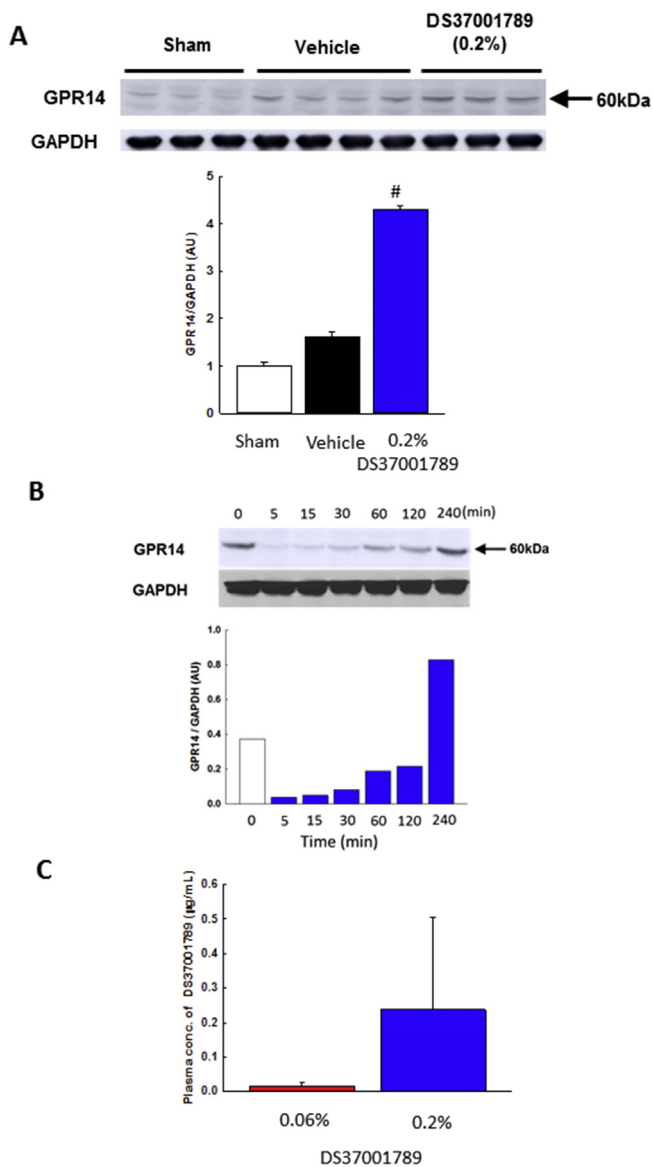 A
Sham
Vehicle
DS37001789
(0.2%)
GPR14
60kDa
GAPDH
GPR14/GAPDH (AU)
5
4
3
2
1
0
#
Sham
Vehicle
0.2%
DS37001789
B
0 5 15 30 60 120 240(min)
GPR14
60kDa
GAPDH
GPR14 / GAPDH (AU)
1.0
0.8
0.6
0.4
0.2
0.0
0 5 15 30 60 120 240
Time (min)
C
Plasma conc. of DS37001789 (μg/mL)
0.6
0.5
0.4
0.3
0.2
0.1
0.0
0.06%
0.2%
DS37001789